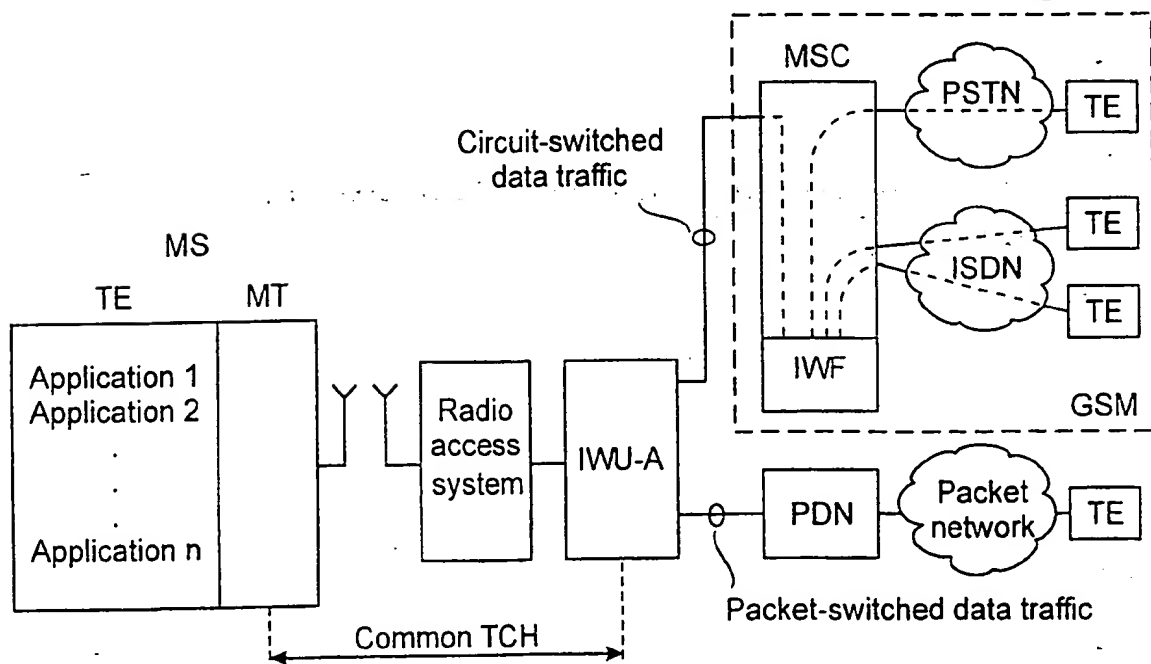 MSC
PSTN
TE
Circuit-switched
data traffic
TE
ISDN
TE
MS
TE
MT
IWF
GSM
Application 1
Application 2
.
.
.
Application n
Radio
access
system
IWU-A
PDN
Packet
network
TE
Packet-switched data traffic
Common TCH